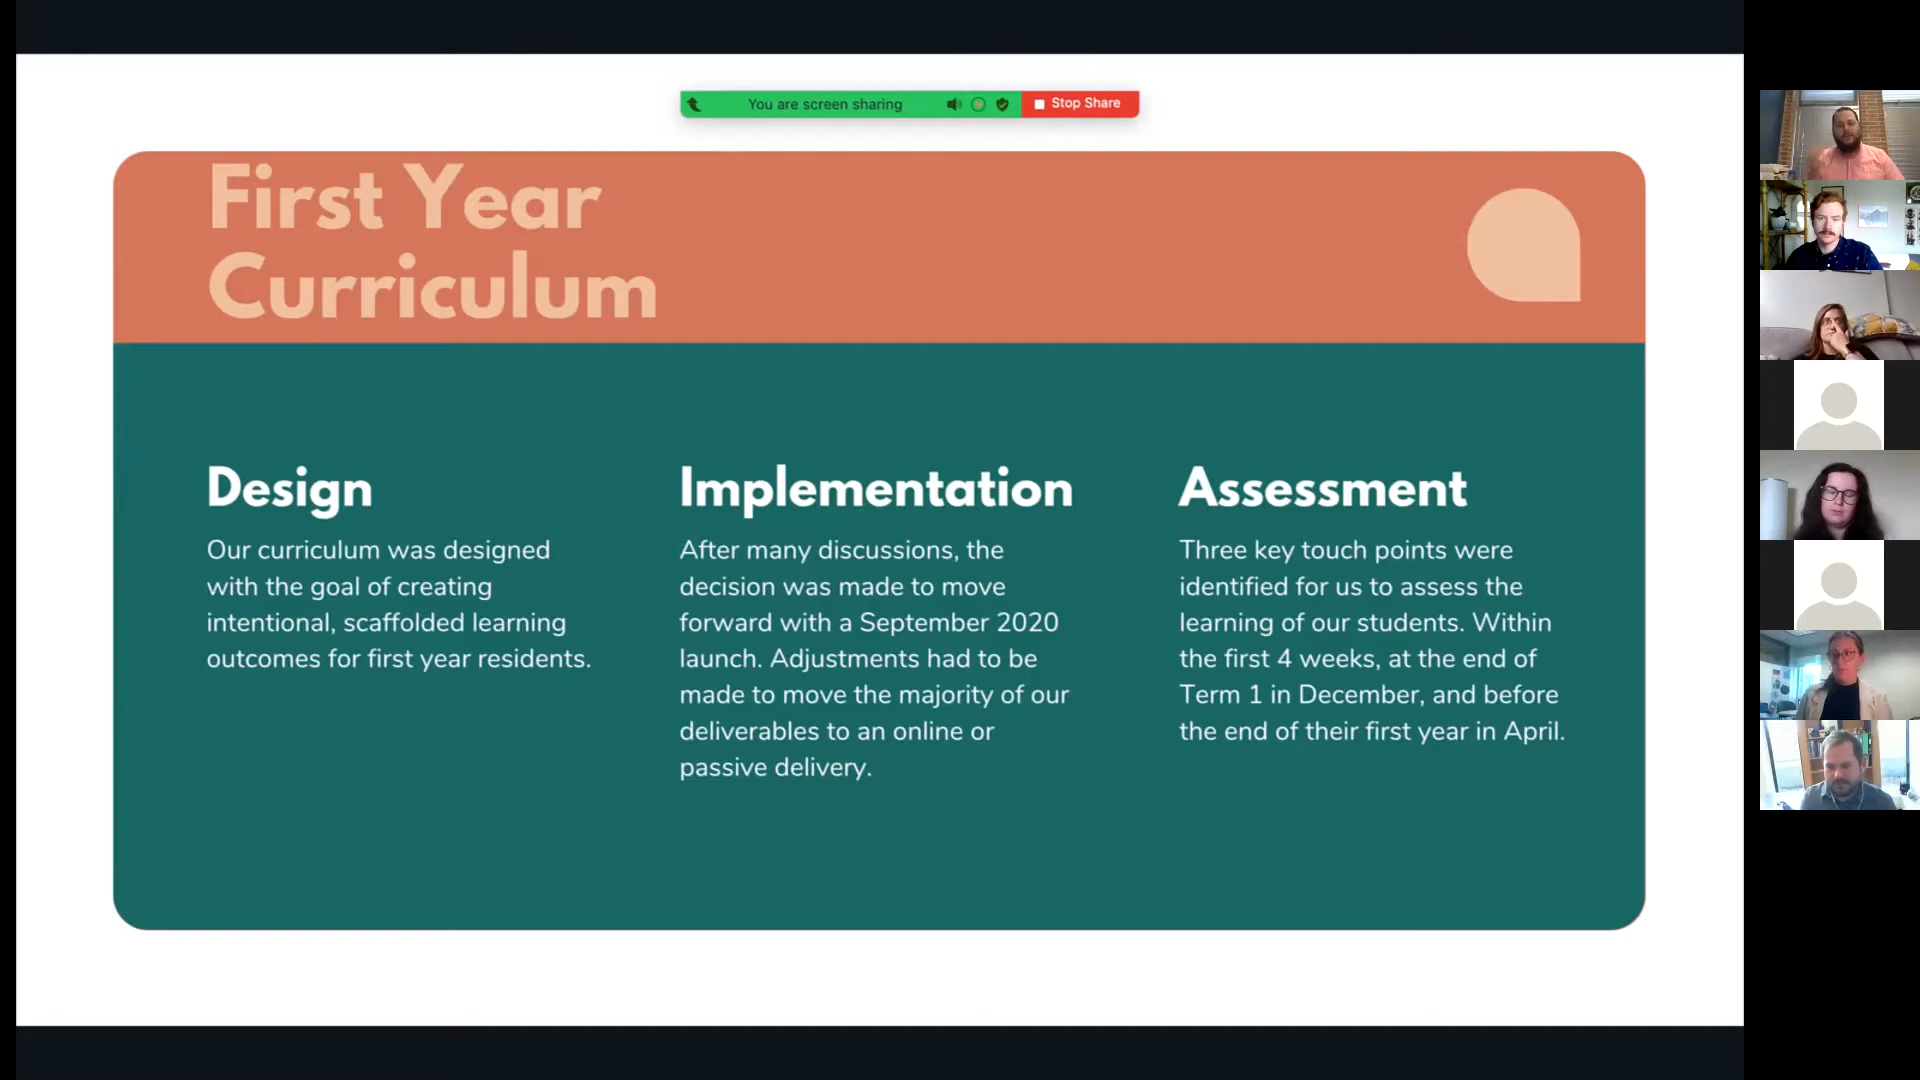 You are screen sharing
Stop Share
First Year
Curriculum
Design
Our curriculum was designed
with the goal of creating
intentional, scaffolded learning
outcomes for first year residents.
Implementation
After many discussions, the
decision was made to move
forward with a September 2020
launch. Adjustments had to be
made to move the majority of our
deliverables to an online or
passive delivery.
Assessment
Three key touch points were
identified for us to assess the
learning of our students. Within
the first 4 weeks, at the end of
Term 1 in December, and before
the end of their first year in April.